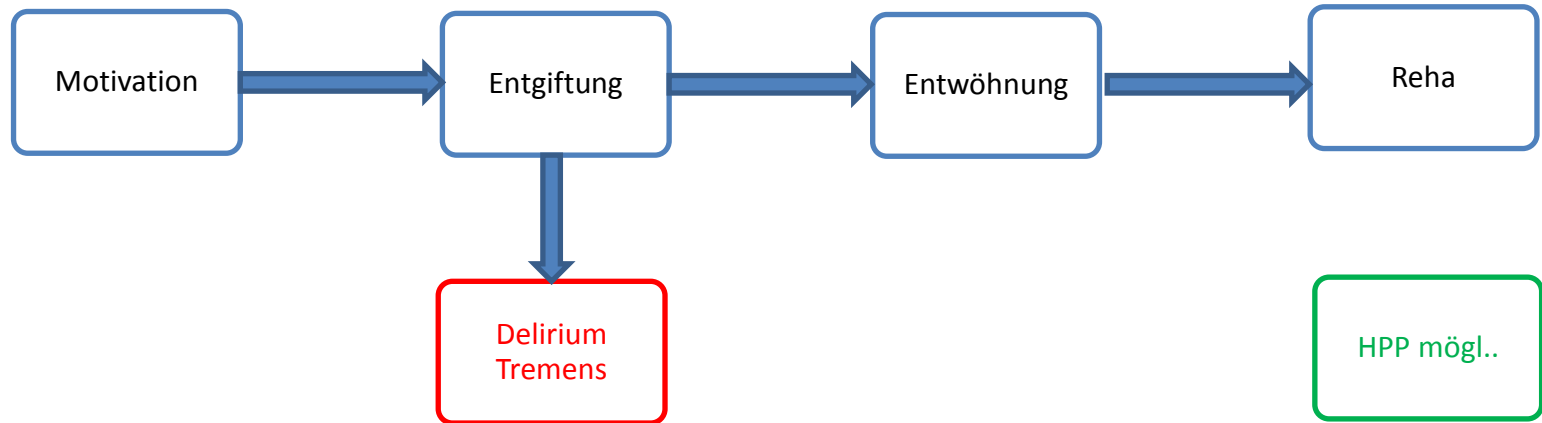 Motivation
Entgiftung
Entwöhnung
Reha
Delirium
Tremens
HPP mögl..